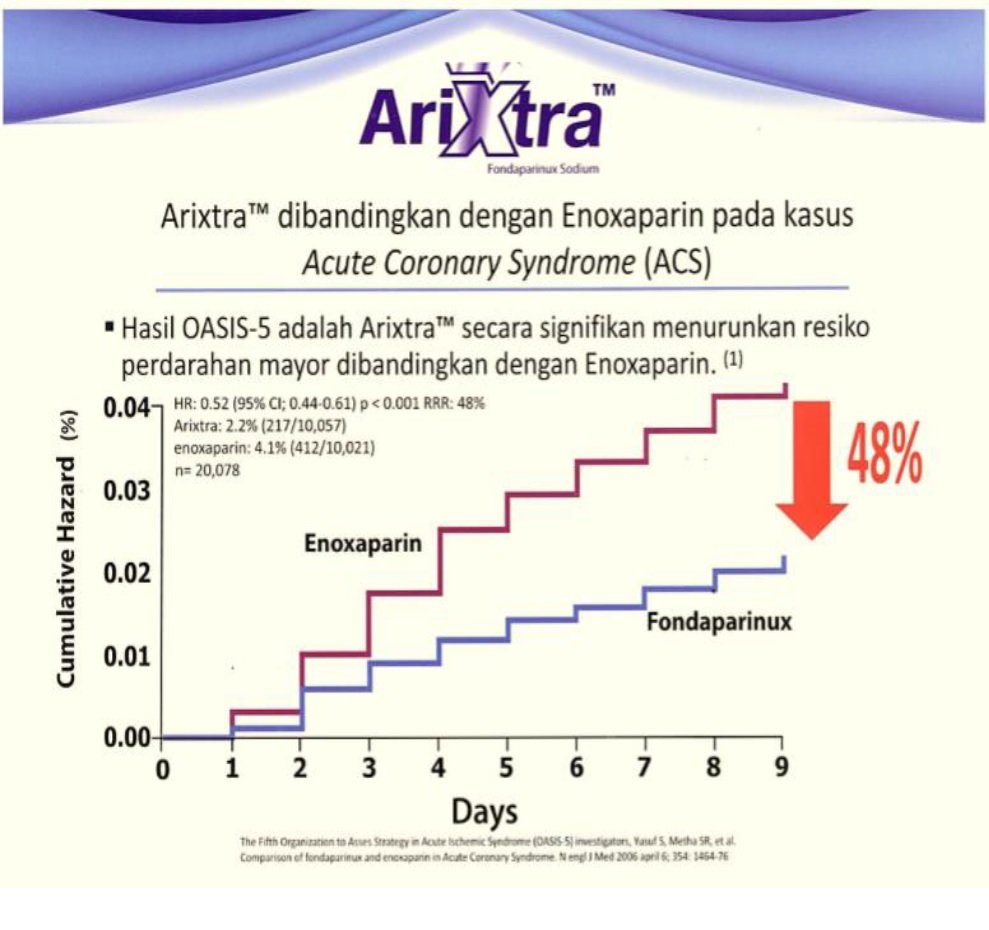 AriXtra™
Fondaparinux Sodium
Arixtra™ dibandingkan dengan Enoxaparin pada kasus
Acute Coronary Syndrome (ACS)
▪ Hasil OASIS-5 adalah Arixtra™ secara signifikan menurunkan resiko
perdarahan mayor dibandingkan dengan Enoxaparin. (1)
HR: 0.52 (95% CI; 0.44-0.61) p < 0.001 RRR: 48%
Arixtra: 2.2% (217/10,057)
enoxaparin: 4.1% (412/10,021)
n= 20,078
Cumulative Hazard (%)
0.04
0.03
0.02
0.01
0.00
48%
Enoxaparin
Fondaparinux
0 1 2 3 4 5 6 7 8 9
Days
The Fifth Organization to Asses Strategy in Acute Ischemic Syndrome (OASIS-5) investigators, Yusuf S, Metha SR, et al.
Comparison of fondaparinux and enoxaparin in Acute Coronary Syndrome. N engl J Med 2006 april 6; 354: 1464-76